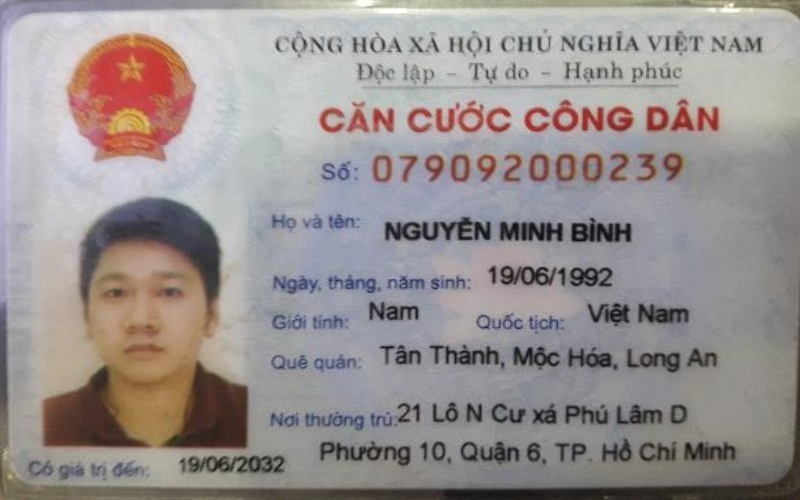 CỘNG HÒA XÃ HỘI CHỦ NGHĨA VIỆT NAM
Độc lập - Tự do - Hạnh phúc
CĂN CƯỚC CÔNG DÂN
Số: 079092000239
Họ và tên: NGUYỄN MINH BÌNH
Ngày, tháng, năm sinh: 19/06/1992
Giới tính: Nam Quốc tịch: Việt Nam
Quê quán: Tân Thành, Mộc Hóa, Long An
Nơi thường trú: 21 Lô N Cư xá Phú Lâm D
Phường 10, Quận 6, TP. Hồ Chí Minh
Có giá trị đến: 19/06/2032